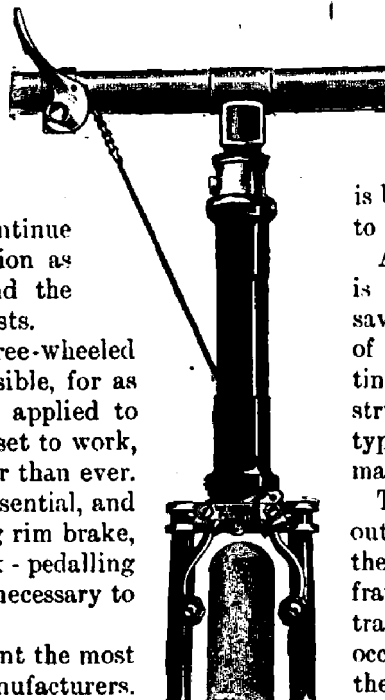 ntinue
ion as
nd the
sts.
ree-wheeled
sible, for as
applied to
set to work,
r than ever.
sential, and
g rim brake,
k - pedalling
necessary to
nt the most
nufacturers.
is b
to
A
is
sav
of
tin
str
typ
ma
T
out
the
fra
tra
occ
the